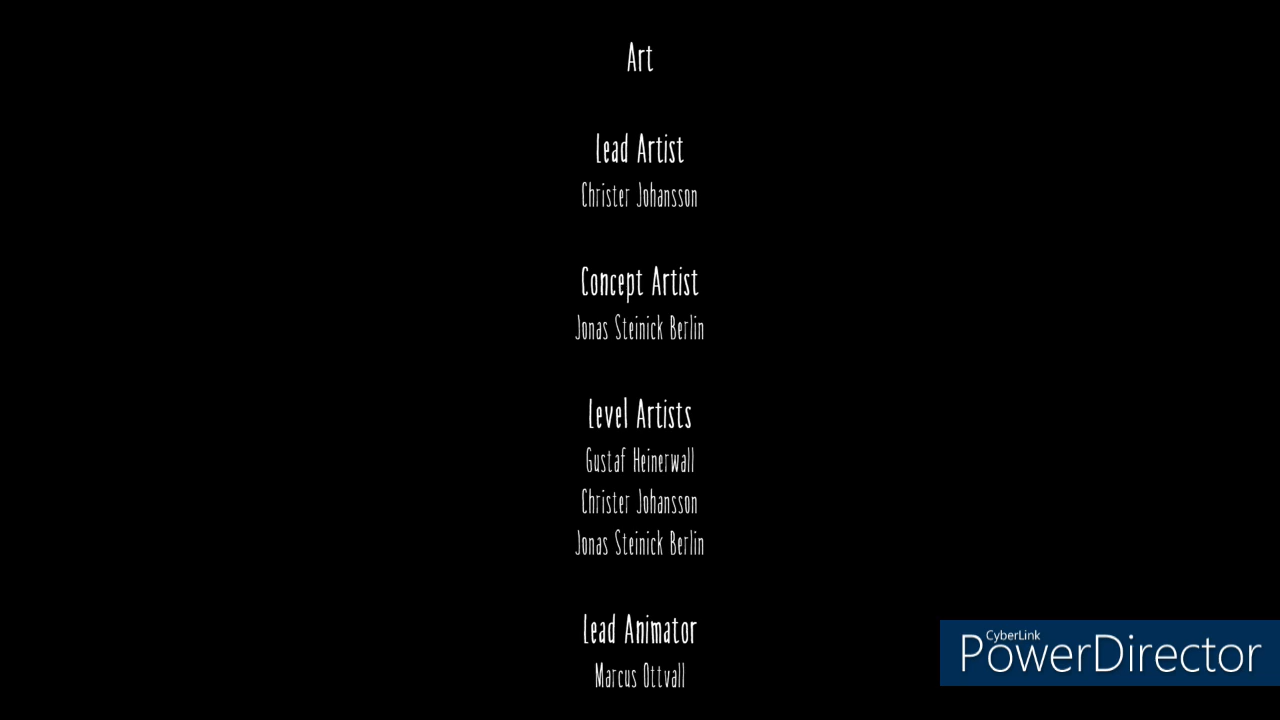 Art
Lead Artist
Christer Johansson
Concept Artist
Jonas Steinick Berlin
Level Artists
Gustaf Heinerwall
Christer Johansson
Jonas Steinick Berlin
Lead Animator
Marcus Ottvall
CyberLink
PowerDirector